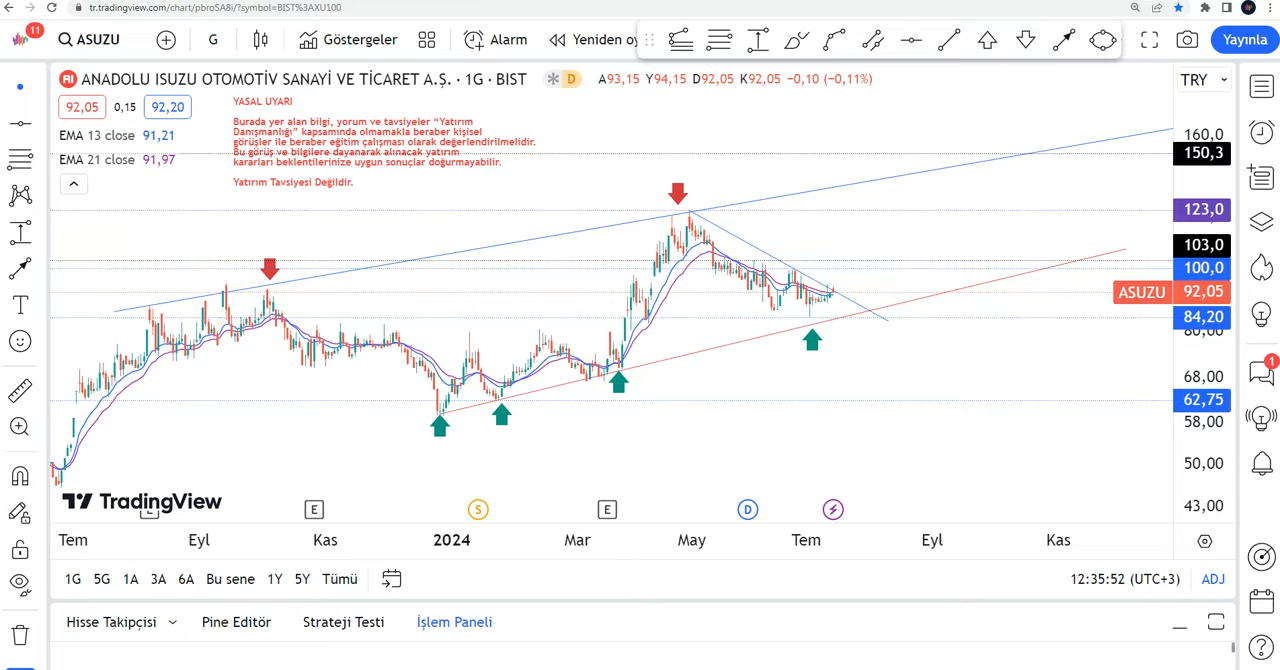 tr.tradingview.com/chart/pbroSA8i/?symbol=BIST%3AXU100
11
ASUZU
G
Göstergeler
Alarm
Yeniden oy
Yayınla
ANADOLU ISUZU OTOMOTİV SANAYİ VE TİCARET A.Ş. · 1G · BIST
D
A93,15 Y94,15 D92,05 K92,05 −0,10 (−0,11%)
TRY
92,05
0,15
92,20
EMA 13 close 91,21
EMA 21 close 91,97
YASAL UYARI
Burada yer alan bilgi, yorum ve tavsiyeler “Yatırım
Danışmanlığı” kapsamında olmamakla beraber kişisel
görüşler ile beraber eğitim çalışması olarak değerlendirilmelidir.
Bu görüş ve bilgilere dayanarak alınacak yatırım
kararları beklentilerinize uygun sonuçlar doğurmayabilir.
Yatırım Tavsiyesi Değildir.
160,0
150,3
123,0
103,0
100,0
ASUZU 92,05
84,20
80,00
68,00
62,75
58,00
50,00
43,00
1
TradingView
E
S
E
D
Tem
Eyl
Kas
2024
Mar
May
Tem
Eyl
Kas
1G
5G
1A
3A
6A
Bu sene
1Y
5Y
Tümü
12:35:52 (UTC+3)
ADJ
Hisse Takipçisi
Pine Editör
Strateji Testi
İşlem Paneli